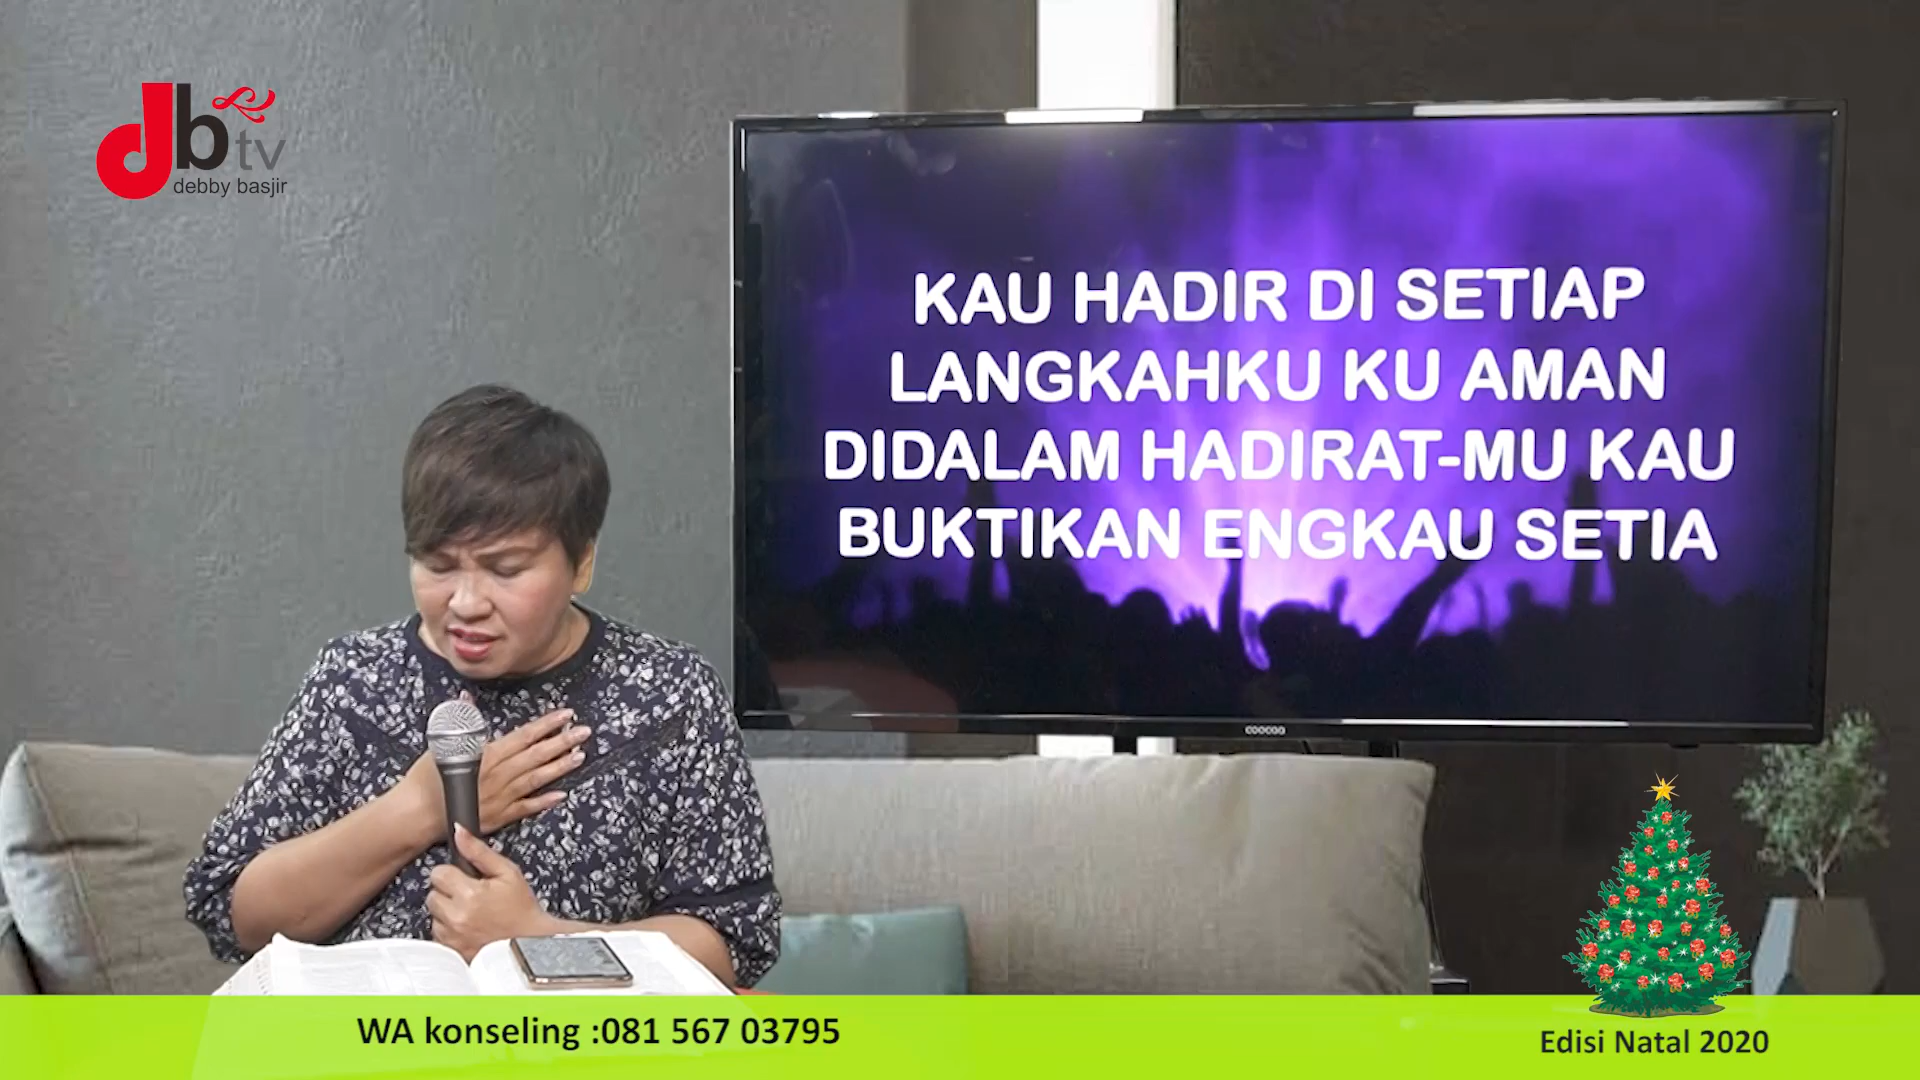 db tv
debby basjir
KAU HADIR DI SETIAP
LANGKAHKU KU AMAN
DIDALAM HADIRAT-MU KAU
BUKTIKAN ENGKAU SETIA
coocaa
WA konseling :081 567 03795
Edisi Natal 2020